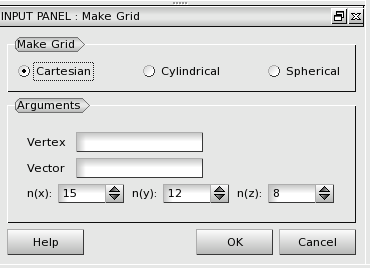 INPUT PANEL : Make Grid
Make Grid
Cartesian Cylindrical Spherical
Arguments
Vertex
Vector
n(x): 15 n(y): 12 n(z): 8
Help OK Cancel